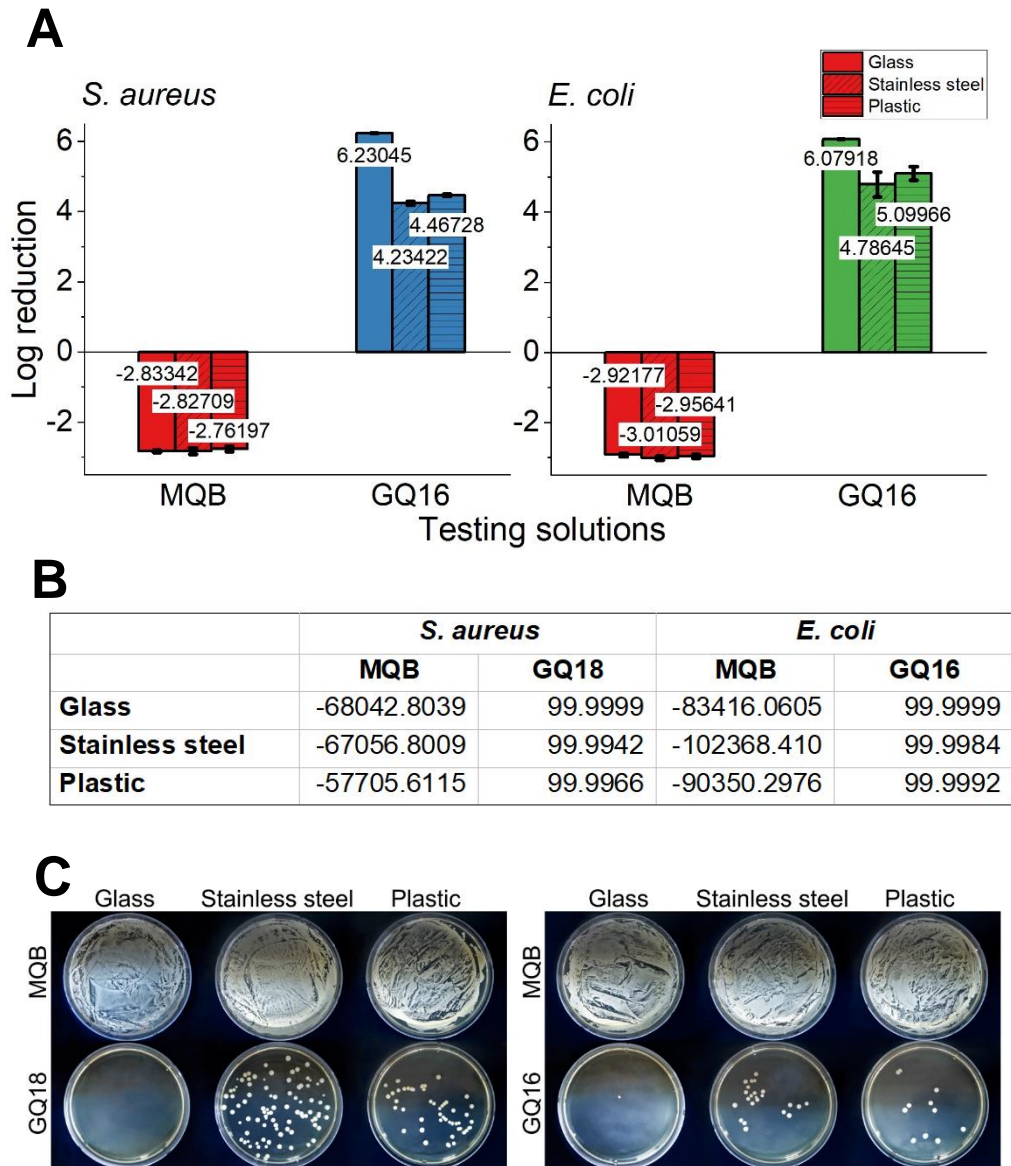 A
Glass
Stainless steel
Plastic
S. aureus
E. coli
Log reduction
6
4
2
0
-2
6.23045
4.46728
4.23422
-2.83342
-2.82709
-2.76197
MQB GQ16
6
4
2
0
-2
6.07918
5.09966
4.78645
-2.92177
-2.95641
-3.01059
MQB GQ16
Testing solutions
B
S. aureus E. coli
MQB GQ18 MQB GQ16
Glass -68042.8039 99.9999 -83416.0605 99.9999
Stainless steel -67056.8009 99.9942 -102368.410 99.9984
Plastic -57705.6115 99.9966 -90350.2976 99.9992
C
Glass Stainless steel Plastic
MQB
GQ18
Glass Stainless steel Plastic
MQB
GQ16